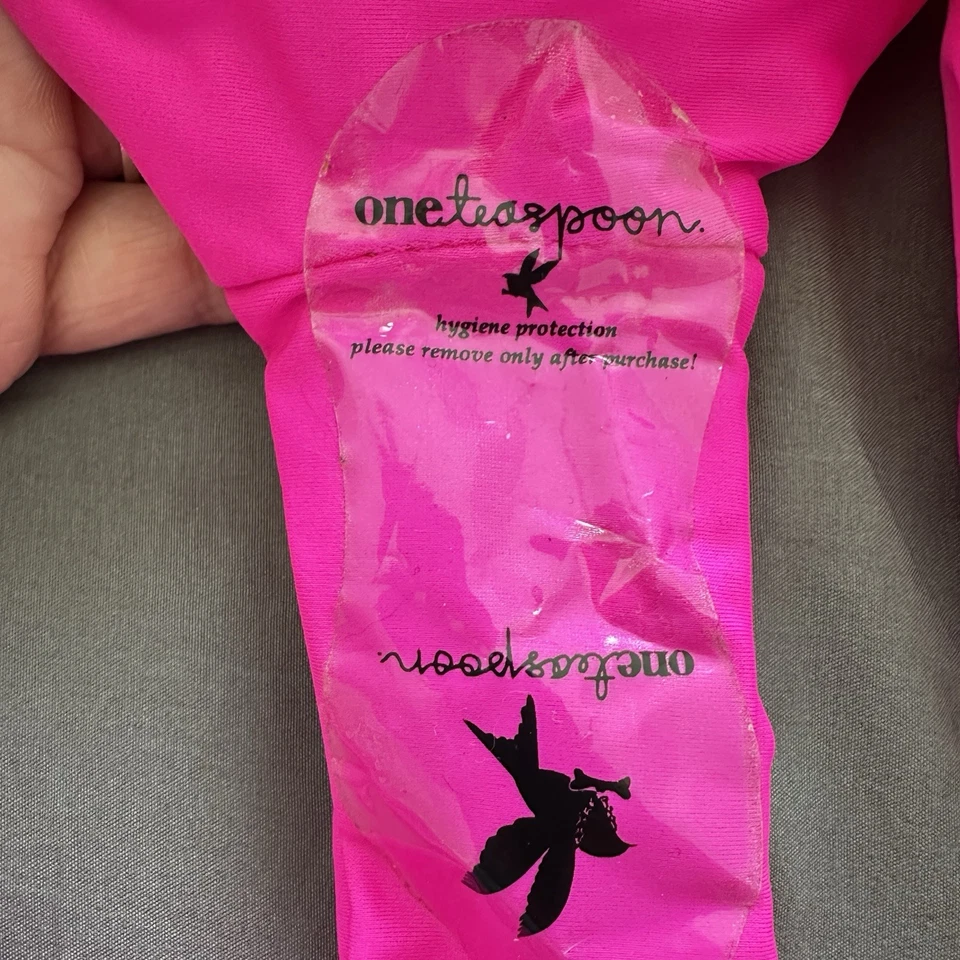 oneteaspoon.
hygiene protection
please remove only after purchase!
oneteaspoon.